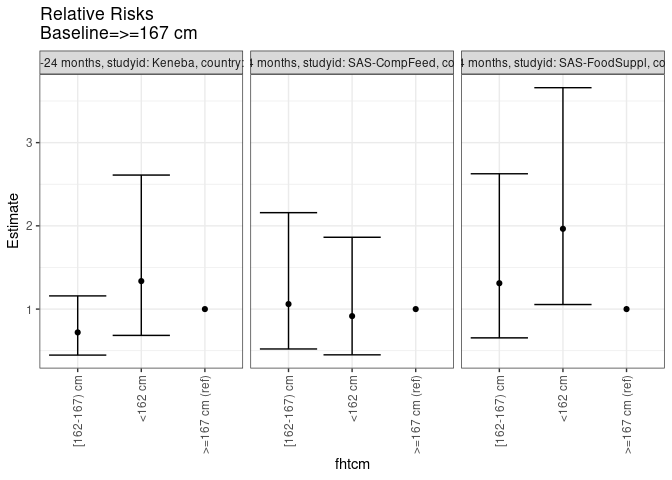 Relative Risks
Baseline=>=167 cm
-24 months, studyid: Keneba, country:
months, studyid: SAS-CompFeed, co
months, studyid: SAS-FoodSuppl, co
Estimate
3
2
1
[162-167) cm
<162 cm
>=167 cm (ref)
[162-167) cm
<162 cm
>=167 cm (ref)
[162-167) cm
<162 cm
>=167 cm (ref)
fhtcm